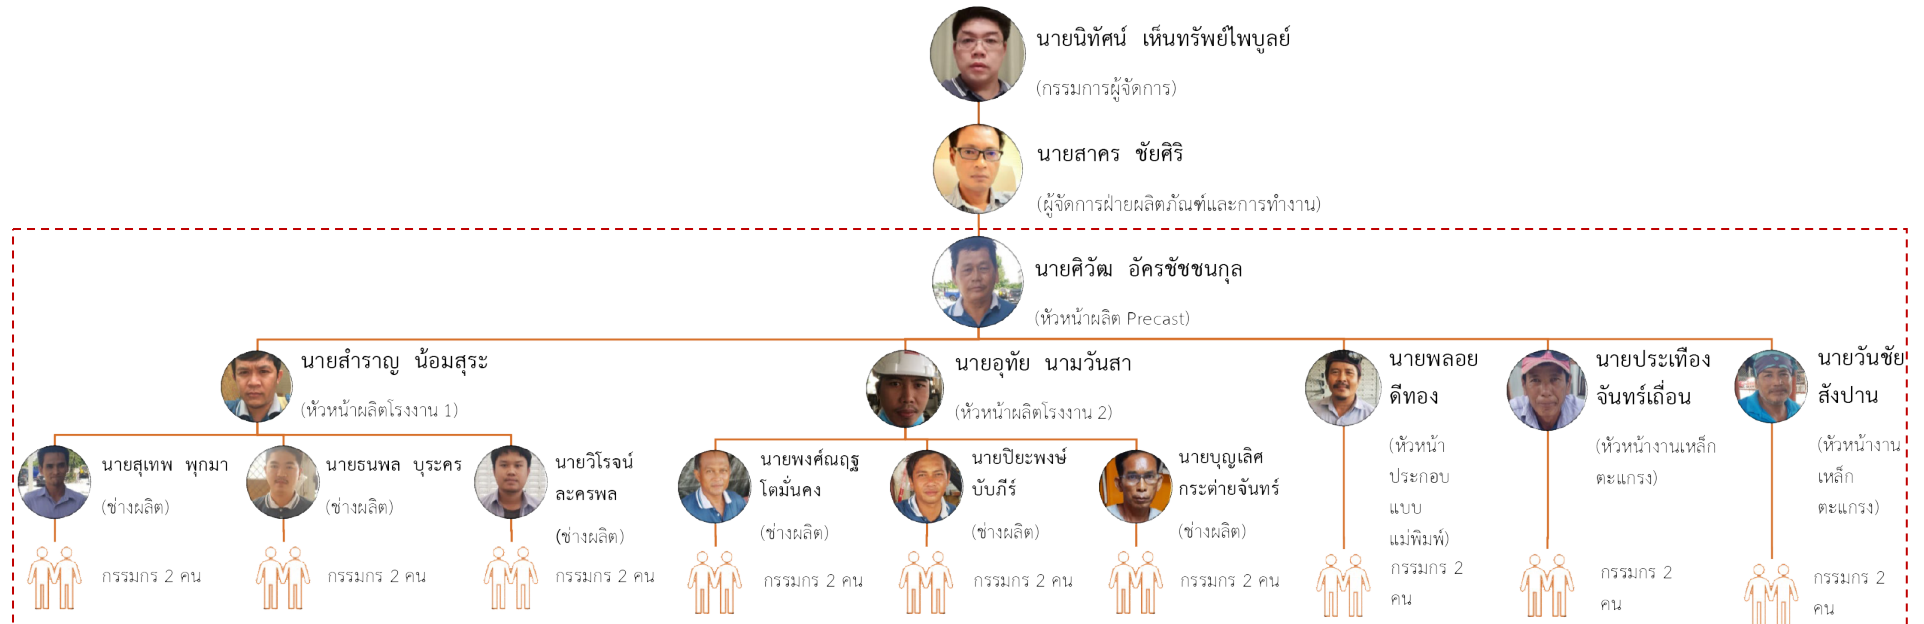 นายนิทัศน์ เห็นทรัพย์ไพบูลย์
(กรรมการผู้จัดการ)
นายสาคร ชัยศิริ
(ผู้จัดการฝ่ายผลิตภัณฑ์และการทำงาน)
นายศิวัฒ อัครชัชชนกุล
(หัวหน้าผลิต Precast)
นายสำราญ น้อมสุระ
(หัวหน้าผลิตโรงงาน 1)
นายอุทัย นามวันสา
(หัวหน้าผลิตโรงงาน 2)
นายพลอย
ดีทอง
(หัวหน้า
ประกอบ
แบบ
แม่พิมพ์)
นายประเทือง
จันทร์เถื่อน
(หัวหน้างานเหล็ก
ตะแกรง)
นายวันชัย
สังปาน
(หัวหน้างาน
เหล็ก
ตะแกรง)
นายสุเทพ พุกมา
(ช่างผลิต)
นายธนพล บุระคร
(ช่างผลิต)
นายวิโรจน์
ละครพล
(ช่างผลิต)
นายพงศ์ณฤฐ
โตมั่นคง
(ช่างผลิต)
นายปิยะพงษ์
บับภีร์
(ช่างผลิต)
นายบุญเลิศ
กระต่ายจันทร์
(ช่างผลิต)
กรรมกร 2 คน
กรรมกร 2 คน
กรรมกร 2 คน
กรรมกร 2 คน
กรรมกร 2 คน
กรรมกร 2 คน
กรรมกร 2
คน
กรรมกร 2
คน
กรรมกร 2
คน